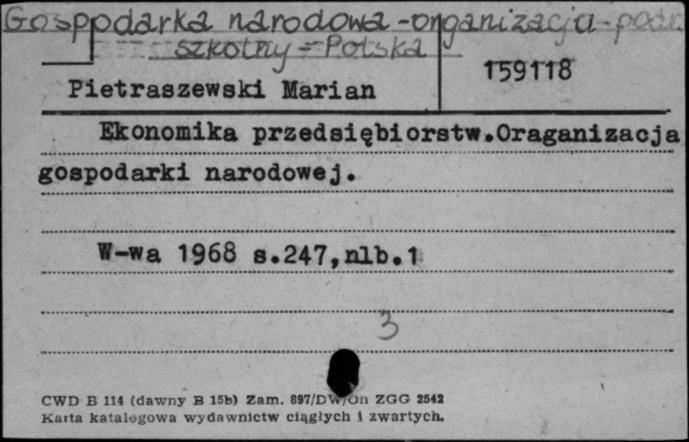 Gospodarka narodowa - organizacja - podr.
szkolny - Polska
159118
Pietraszewski Marian
Ekonomika przedsiębiorstw.Oraganizacja
gospodarki narodowej.
W-wa 1968 s.247,nlb.1
3
CWD B 114 (dawny B 15b) Zam. 897/DW/On ZGG 2542
Karta katalogowa wydawnictw ciągłych i zwartych.